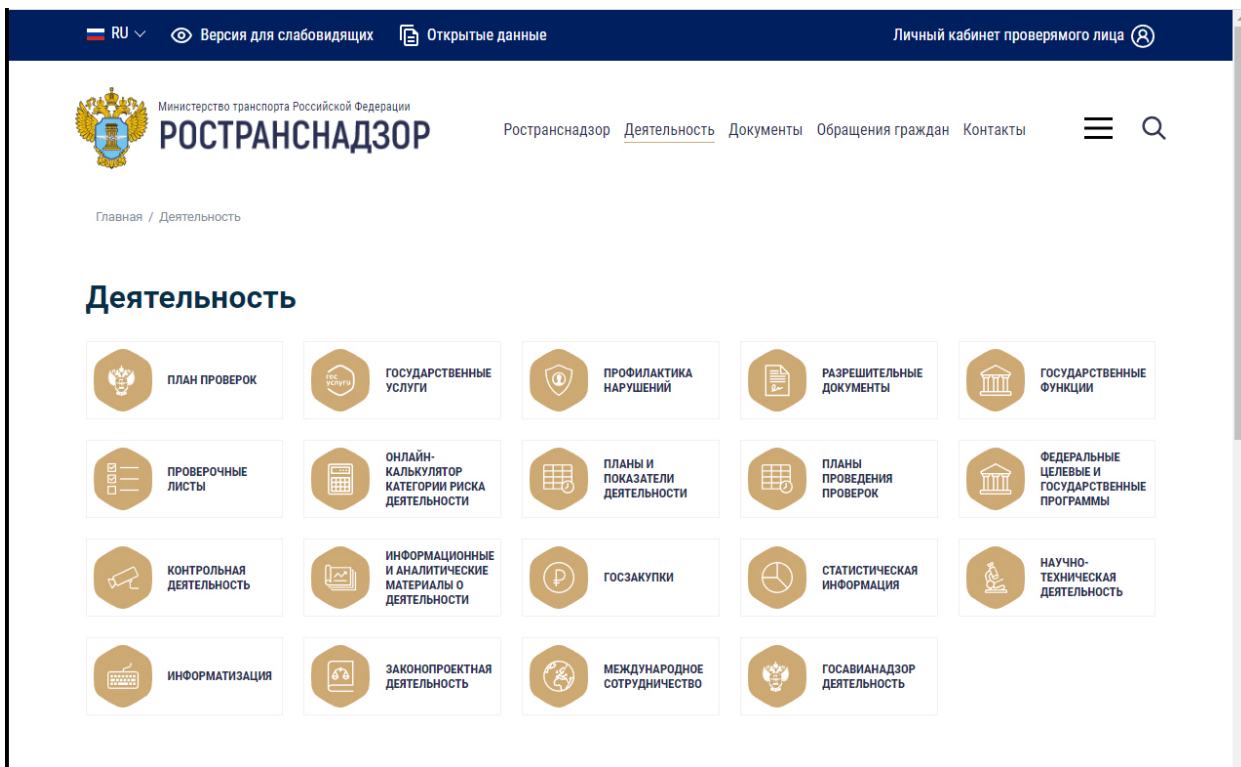 RU
Версия для слабовидящих
Открытые данные
Личный кабинет проверямого лица
Министерство транспорта Российской Федерации
РОСТРАНСНАДЗОР
Ространснадзор Деятельность Документы Обращения граждан Контакты
Главная / Деятельность
Деятельность
ПЛАН ПРОВЕРОК
гос
услуги
ГОСУДАРСТВЕННЫЕ
УСЛУГИ
ПРОФИЛАКТИКА
НАРУШЕНИЙ
РАЗРЕШИТЕЛЬНЫЕ
ДОКУМЕНТЫ
ГОСУДАРСТВЕННЫЕ
ФУНКЦИИ
ПРОВЕРОЧНЫЕ
ЛИСТЫ
ОНЛАЙН-
КАЛЬКУЛЯТОР
КАТЕГОРИИ РИСКА
ДЕЯТЕЛЬНОСТИ
ПЛАНЫ И
ПОКАЗАТЕЛИ
ДЕЯТЕЛЬНОСТИ
ПЛАНЫ
ПРОВЕДЕНИЯ
ПРОВЕРОК
ФЕДЕРАЛЬНЫЕ
ЦЕЛЕВЫЕ И
ГОСУДАРСТВЕННЫЕ
ПРОГРАММЫ
КОНТРОЛЬНАЯ
ДЕЯТЕЛЬНОСТЬ
ИНФОРМАЦИОННЫЕ
И АНАЛИТИЧЕСКИЕ
МАТЕРИАЛЫ О
ДЕЯТЕЛЬНОСТИ
ГОСЗАКУПКИ
СТАТИСТИЧЕСКАЯ
ИНФОРМАЦИЯ
НАУЧНО-
ТЕХНИЧЕСКАЯ
ДЕЯТЕЛЬНОСТЬ
ИНФОРМАТИЗАЦИЯ
ЗАКОНОПРОЕКТНАЯ
ДЕЯТЕЛЬНОСТЬ
МЕЖДУНАРОДНОЕ
СОТРУДНИЧЕСТВО
ГОСАВИАНАДЗОР
ДЕЯТЕЛЬНОСТЬ